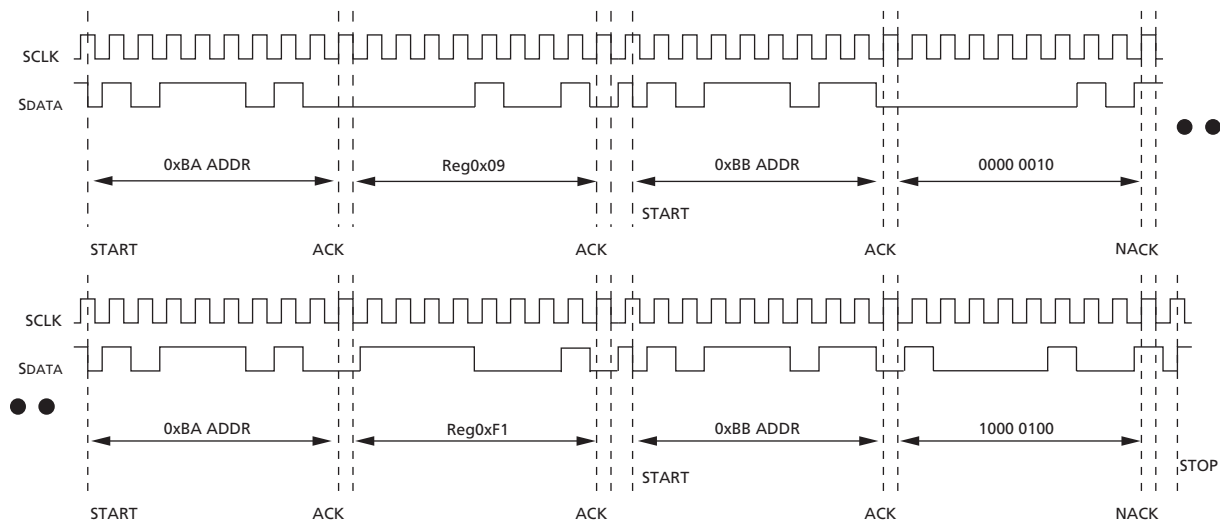 SCLK
SDATA
0xBA ADDR Reg0x09 0xBB ADDR 0000 0010
START
START ACK ACK ACK NACK
SCLK
SDATA
0xBA ADDR Reg0xF1 0xBB ADDR 1000 0100
START STOP
START ACK ACK ACK NACK